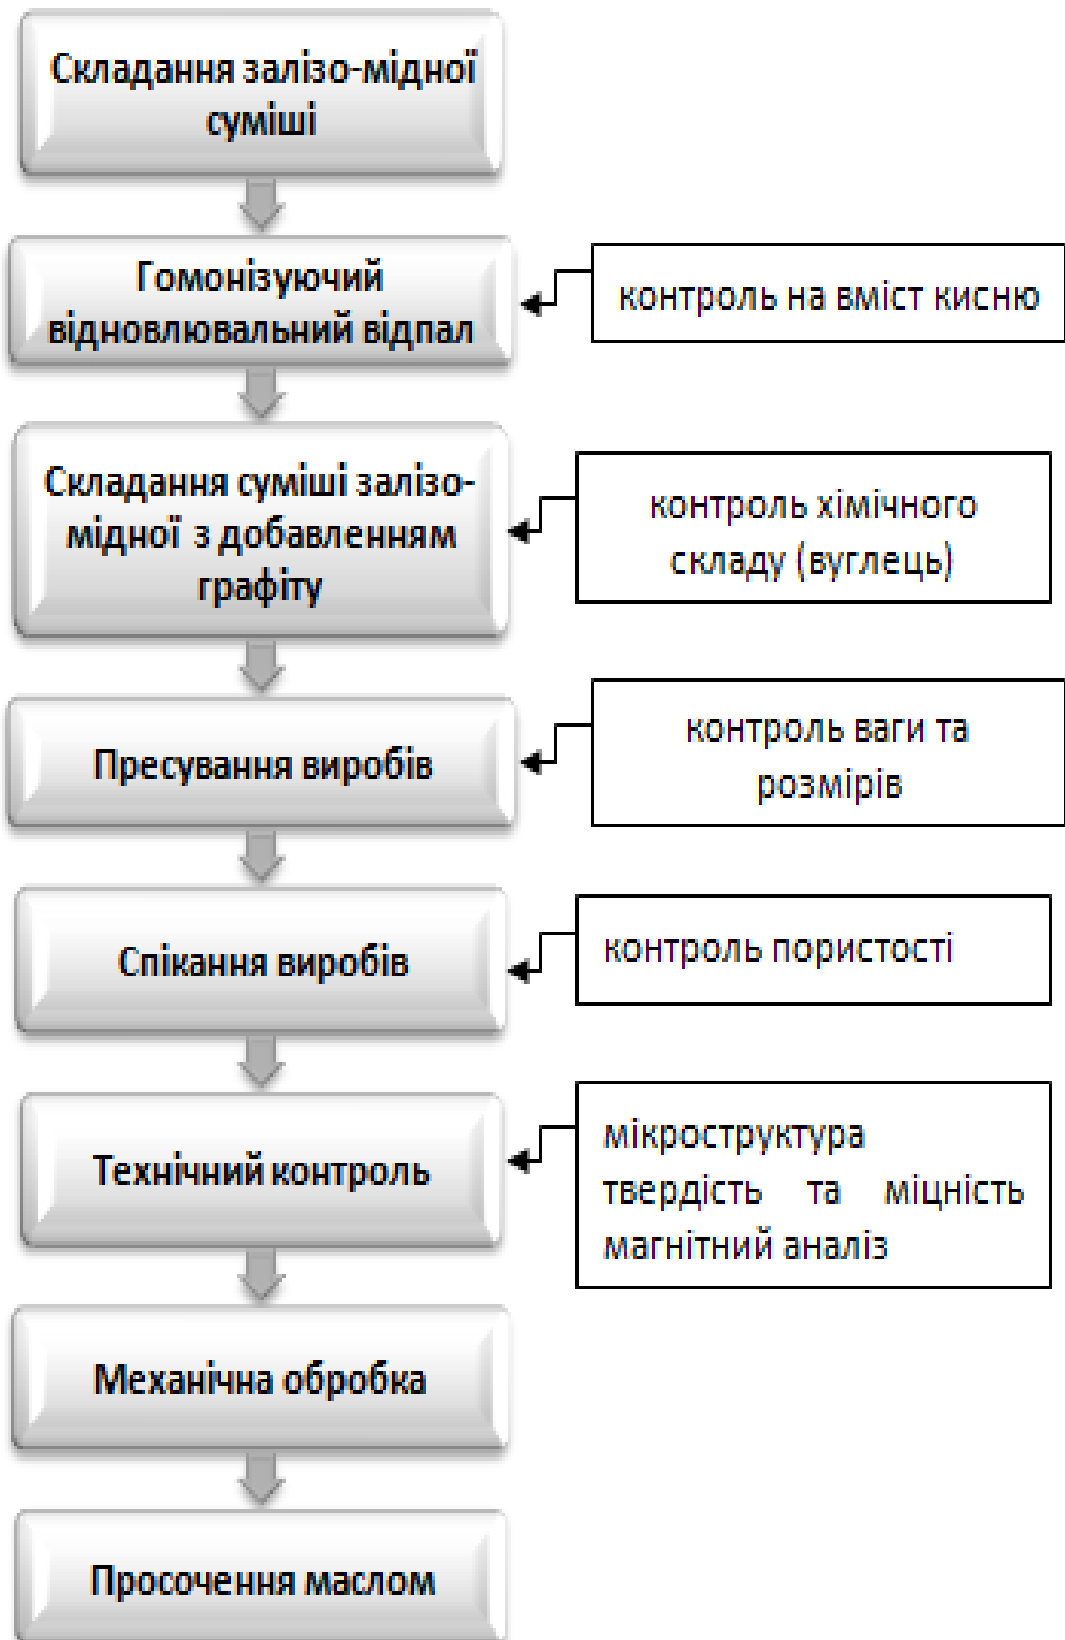 Складання залізо-мідної
суміші
Гомонізуючий
відновлювальний відпал
контроль на вміст кисню
Складання суміші залізо-
мідної з добавленням
графіту
контроль хімічного
складу (вуглець)
Пресування виробів
контроль ваги та
розмірів
Спікання виробів
контроль пористості
Технічний контроль
мікроструктура
твердість та міцність
магнітний аналіз
Механічна обробка
Просочення маслом